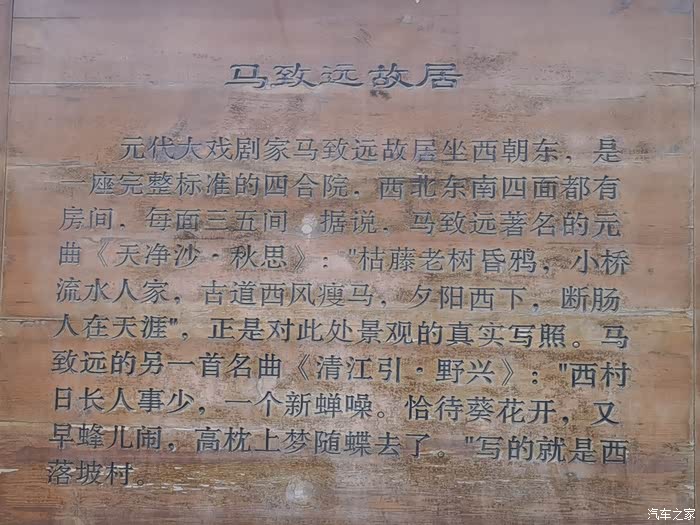 马致远故居
元代大戏剧家马致远故居坐西朝东，是
一座完整标准的四合院，西北东南四面都有
房间，每面三五间。据说，马致远著名的元
曲《天净沙·秋思》："枯藤老树昏鸦，小桥
流水人家，古道西风瘦马，夕阳西下，断肠
人在天涯"，正是对此处景观的真实写照。马
致远的另一首名曲《清江引·野兴》："西村
日长人事少，一个新蝉噪。恰待葵花开，又
早蜂儿闹，高枕上梦随蝶去了。"写的就是西
落坡村。
汽车之家